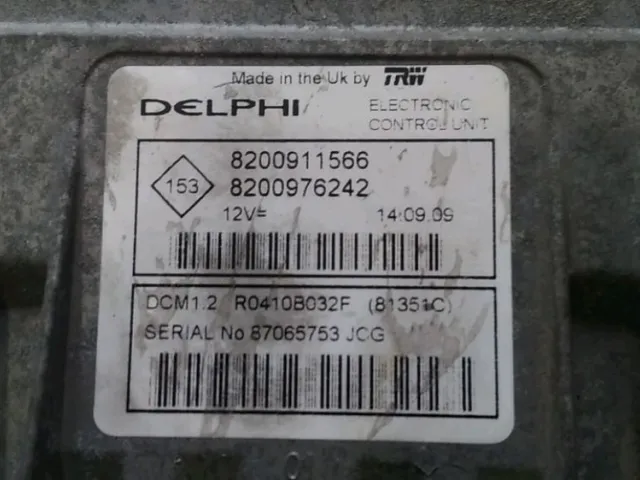 Made in the Uk by TRW
DELPHI ELECTRONIC
CONTROL UNIT
8200911566
153
8200976242
12V= 14.09.09
DCM1.2 R0410B032F (81351C)
SERIAL No 87065753 JCG